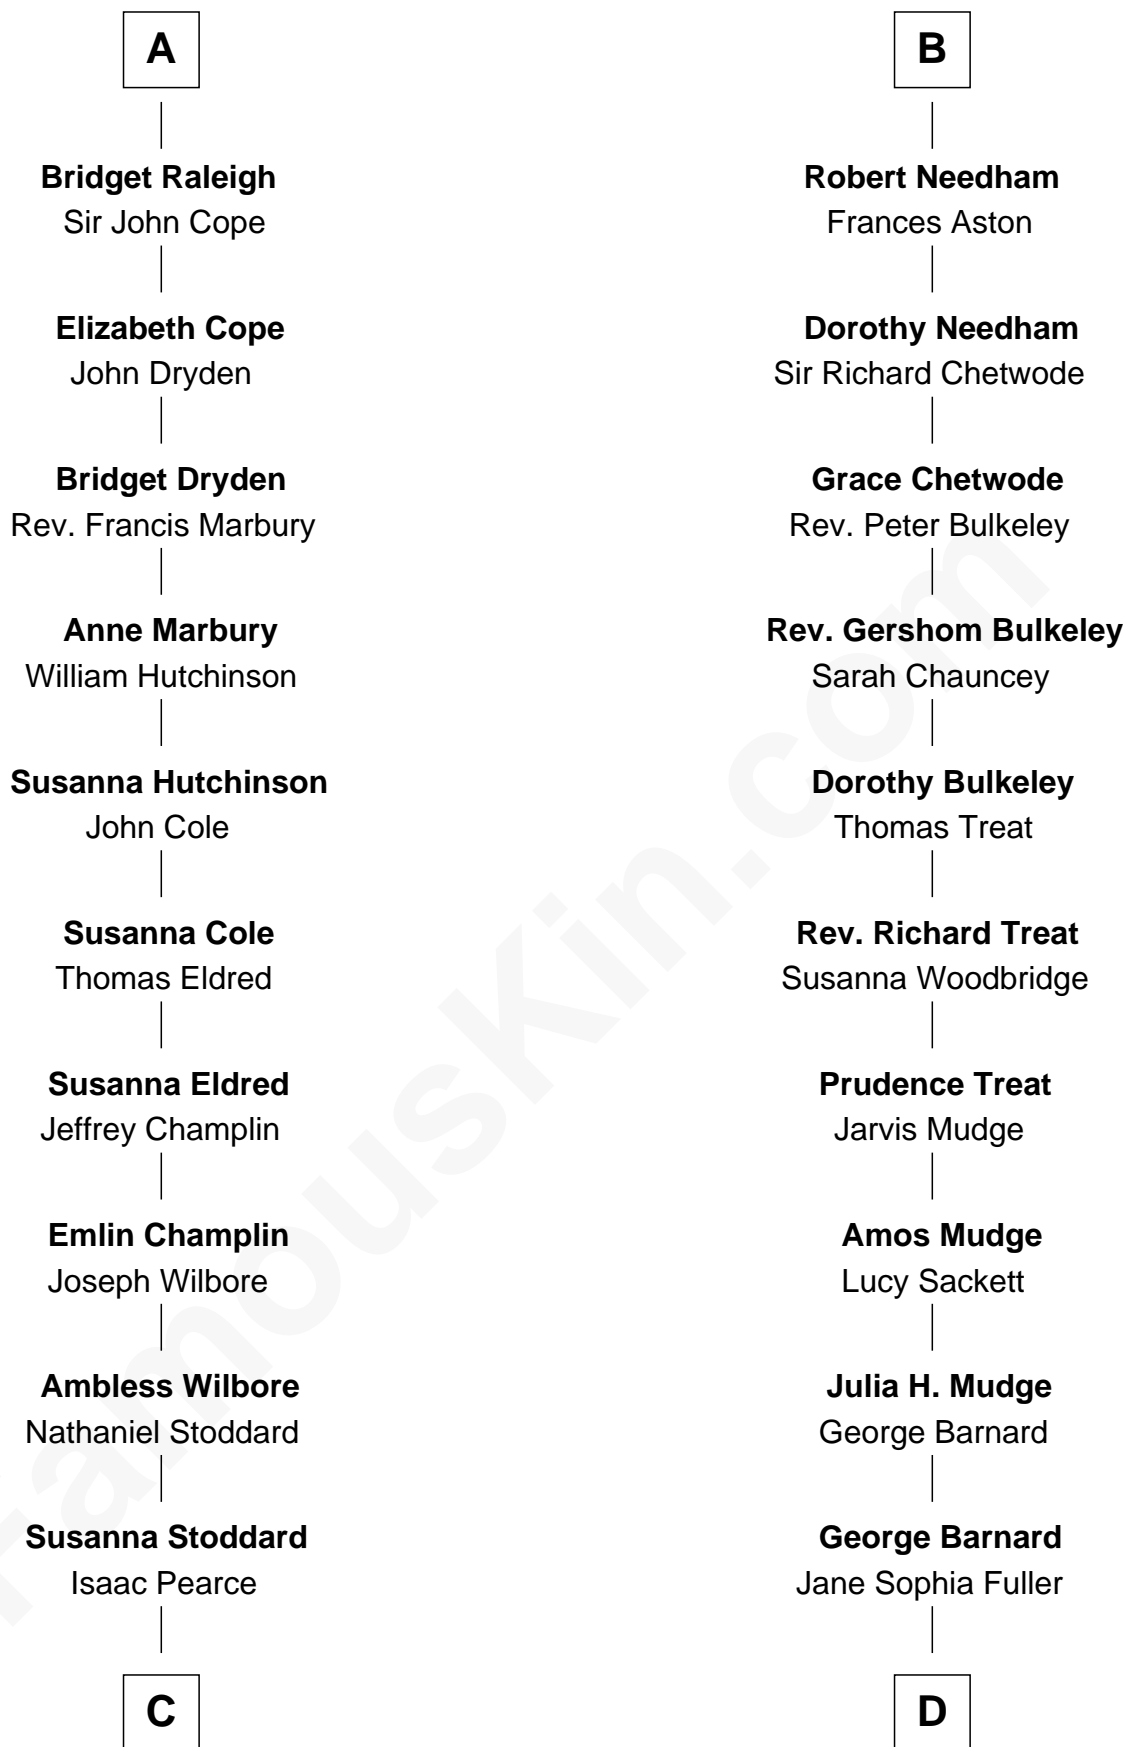 A
Bridget Raleigh
Sir John Cope
Elizabeth Cope
John Dryden
Bridget Dryden
Rev. Francis Marbury
Anne Marbury
William Hutchinson
Susanna Hutchinson
John Cole
Susanna Cole
Thomas Eldred
Susanna Eldred
Jeffrey Champlin
Emlin Champlin
Joseph Wilbore
Ambless Wilbore
Nathaniel Stoddard
Susanna Stoddard
Isaac Pearce
C
B
Robert Needham
Frances Aston
Dorothy Needham
Sir Richard Chetwode
Grace Chetwode
Rev. Peter Bulkeley
Rev. Gershom Bulkeley
Sarah Chauncey
Dorothy Bulkeley
Thomas Treat
Rev. Richard Treat
Susanna Woodbridge
Prudence Treat
Jarvis Mudge
Amos Mudge
Lucy Sackett
Julia H. Mudge
George Barnard
George Barnard
Jane Sophia Fuller
D
FamousKin.com